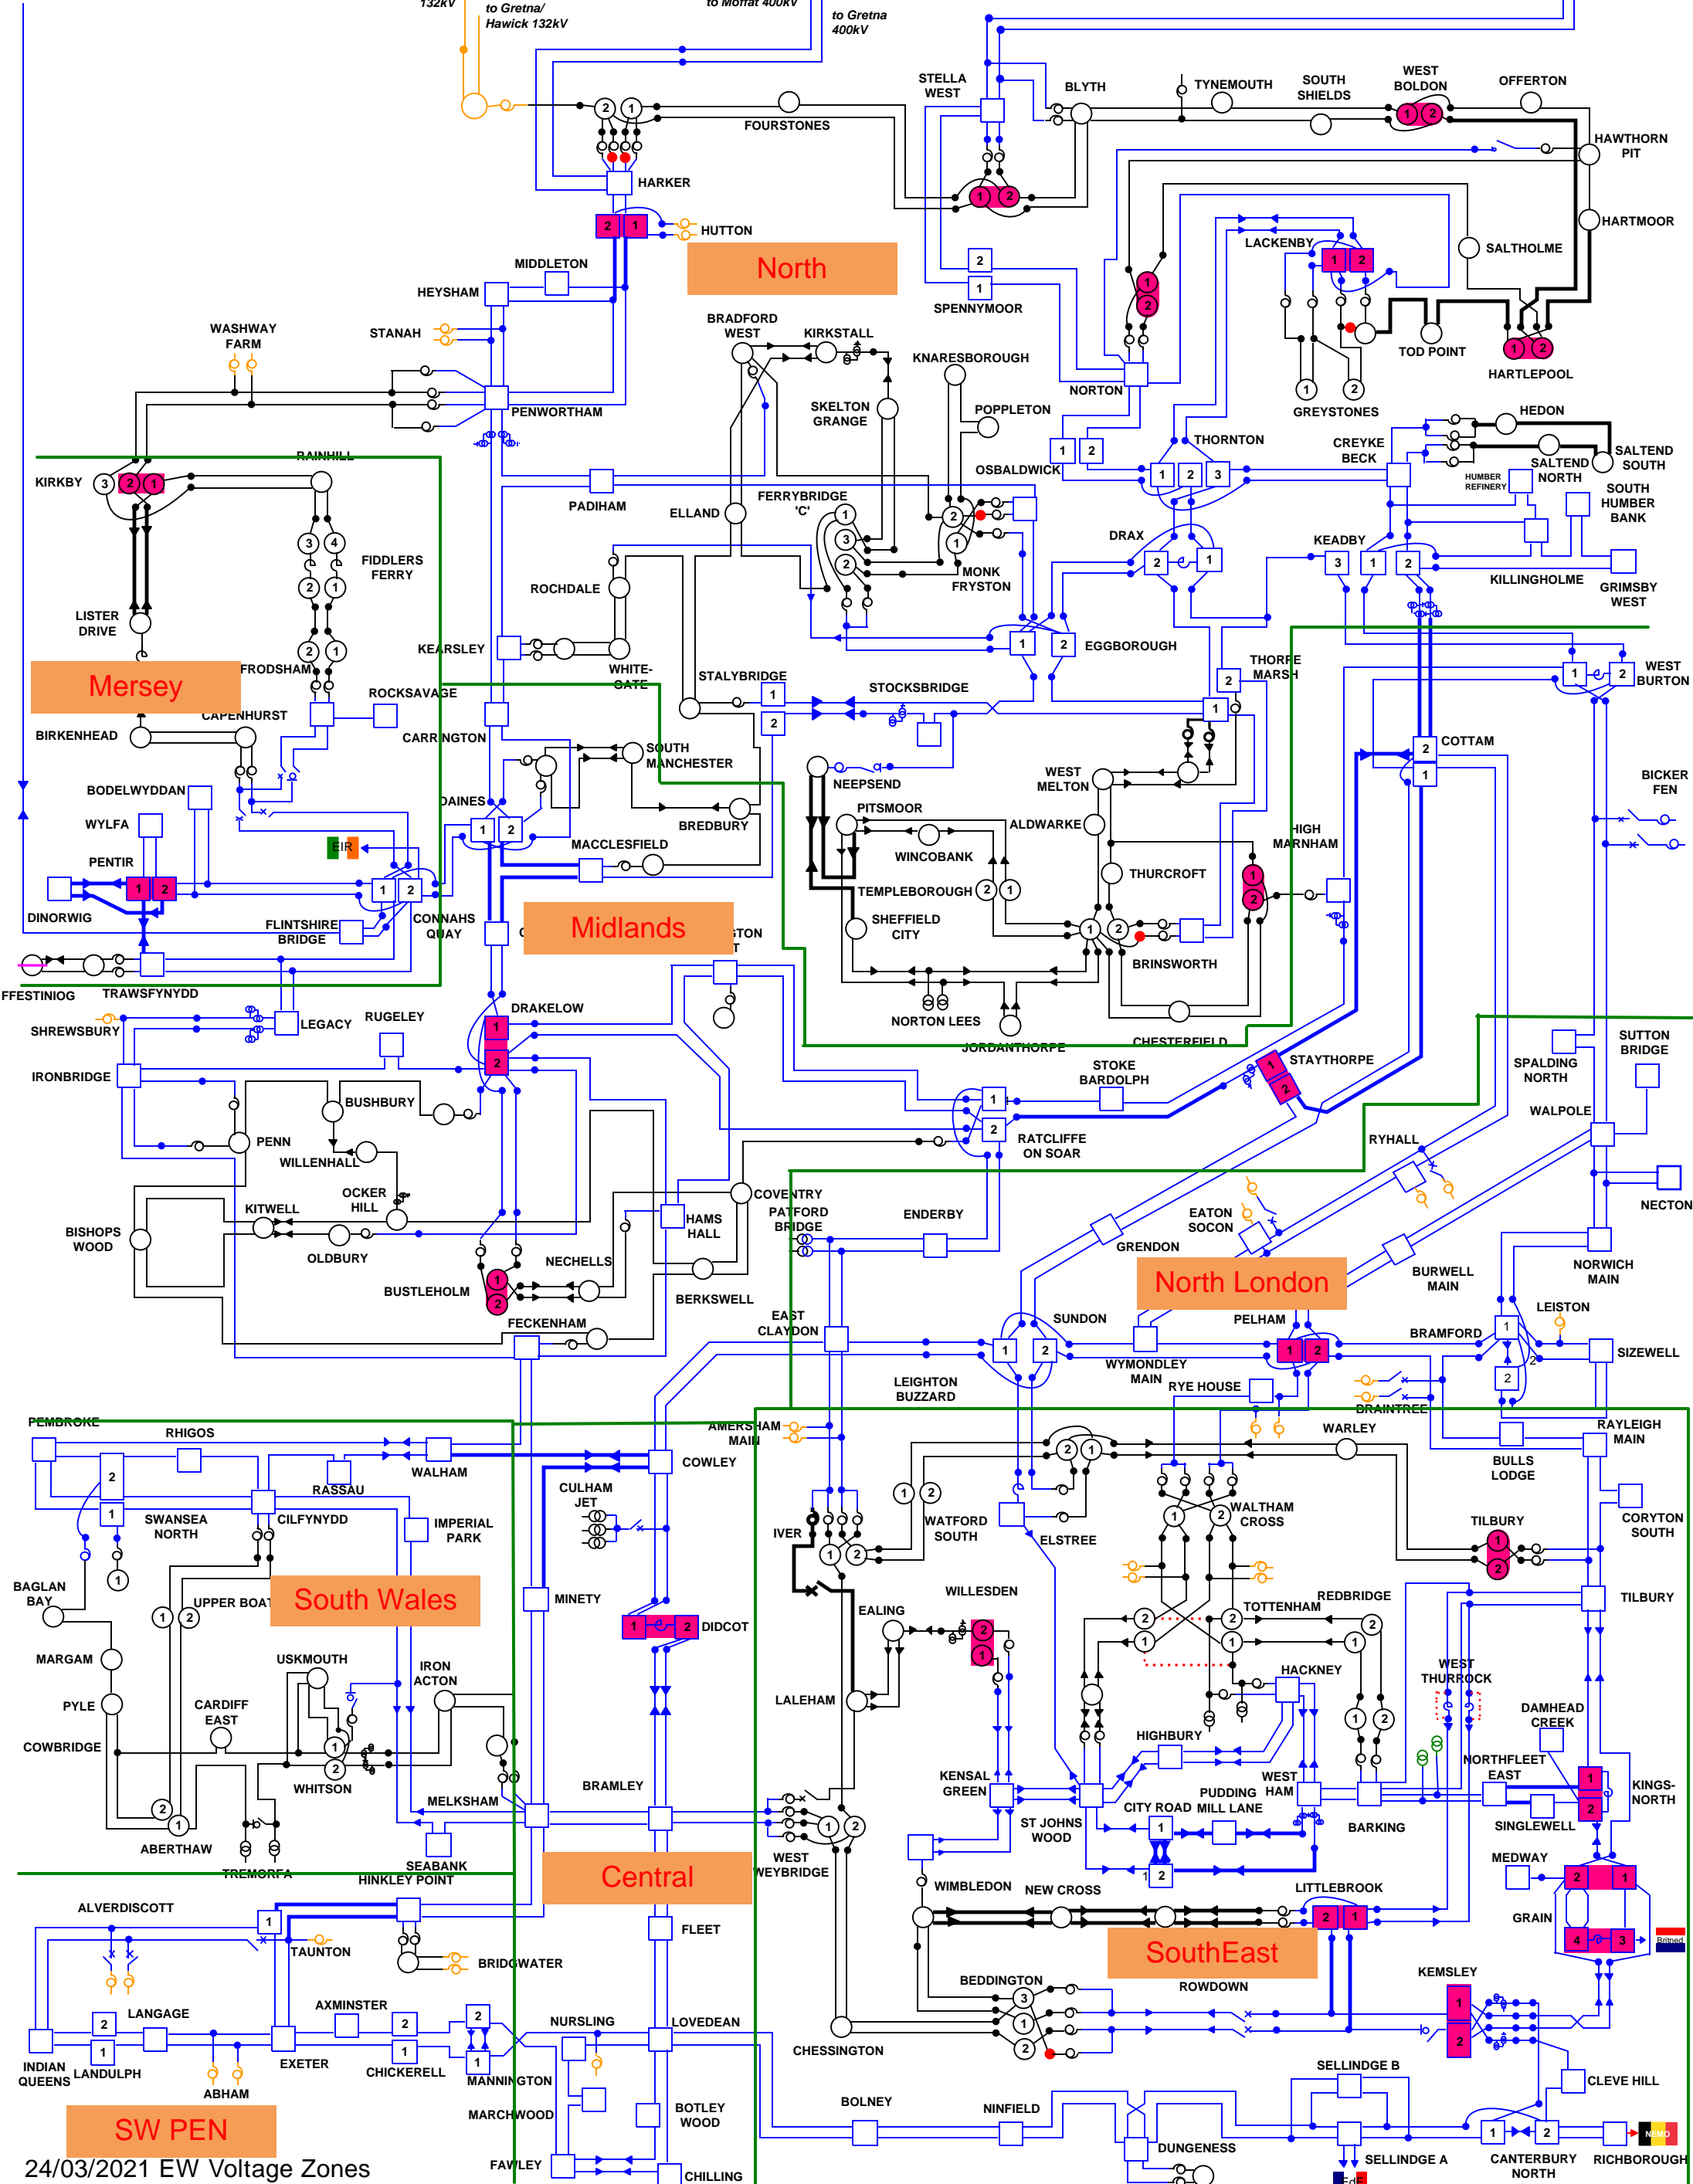 132kV
to Gretna/
Hawick 132kV
to Moffat 400kV
to Gretna
400kV
STELLA
WEST
BLYTH
TYNEMOUTH
SOUTH
SHIELDS
WEST
BOLDON
OFFERTON
FOURSTONES
HAWTHORN
PIT
HARKER
HUTTON
HARTMOOR
North
LACKENBY
SALTHOLME
MIDDLETON
HEYSHAM
SPENNYMOOR
STANAH
WASHWAY
FARM
BRADFORD
WEST
KIRKSTALL
KNARESBOROUGH
TOD POINT
HARTLEPOOL
NORTON
GREYSTONES
PENWORTHAM
SKELTON
GRANGE
POPPLETON
HEDON
THORNTON
CREYKE
BECK
SALTEND
SOUTH
SALTEND
NORTH
RAINHILL
KIRKBY
OSBALDWICK
HUMBER
REFINERY
SOUTH
HUMBER
BANK
PADIHAM
ELLAND
FERRYBRIDGE
'C'
DRAX
KEADBY
FIDDLERS
FERRY
MONK
FRYSTON
KILLINGHOLME
GRIMSBY
WEST
ROCHDALE
LISTER
DRIVE
KEARSLEY
WHITE-
GATE
EGGBOROUGH
Mersey
FRODSHAM
STALYBRIDGE
STOCKSBRIDGE
THORPE
MARSH
WEST
BURTON
ROCKSAVAGE
CAPENHURST
BIRKENHEAD
CARRINGTON
SOUTH
MANCHESTER
COTTAM
BODELWYDDAN
NEEPSEND
WEST
MELTON
BICKER
FEN
WYLFA
DAINES
BREDBURY
PITSMOOR
ALDWARKE
HIGH
MARNHAM
EIR
MACCLESFIELD
WINCOBANK
PENTIR
THURCROFT
TEMPLEBOROUGH
DINORWIG
FLINTSHIRE
BRIDGE
CONNAHS
QUAY
Midlands
SHEFFIELD
CITY
BRINSWORTH
FFESTINIOG
TRAWSFYNYDD
DRAKELOW
NORTON LEES
JORDANTHORPE
CHESTERFIELD
SHREWSBURY
LEGACY
RUGELEY
STAYTHORPE
IRONBRIDGE
STOKE
BARDOLPH
SPALDING
NORTH
SUTTON
BRIDGE
BUSHBURY
WALPOLE
PENN
WILLENHALL
RATCLIFFE
ON SOAR
RYHALL
OCKER
HILL
COVENTRY
PATFORD
BRIDGE
NECTON
KITWELL
HAMS
HALL
ENDERBY
EATON
SOCON
BISHOPS
WOOD
OLDBURY
GRENDON
NORWICH
MAIN
NECHELLS
BURWELL
MAIN
BUSTLEHOLM
BERKSWELL
North London
EAST
CLAYDON
SUNDON
PELHAM
BRAMFORD
LEISTON
FECKENHAM
SIZEWELL
WYMONDLEY
MAIN
LEIGHTON
BUZZARD
RYE HOUSE
BRAINTREE
PEMBROKE
RHIGOS
AMERSHAM
MAIN
WARLEY
RAYLEIGH
MAIN
WALHAM
COWLEY
BULLS
LODGE
RASSAU
CULHAM
JET
SWANSEA
NORTH
CILFYNYDD
IMPERIAL
PARK
IVER
WATFORD
SOUTH
WALTHAM
CROSS
ELSTREE
TILBURY
CORYTON
SOUTH
BAGLAN
BAY
South Wales
UPPER BOAT
MINETY
WILLESDEN
REDBRIDGE
TILBURY
EALING
TOTTENHAM
DIDCOT
MARGAM
USKMOUTH
IRON
ACTON
HACKNEY
WEST
THURROCK
PYLE
CARDIFF
EAST
LALEHAM
DAMHEAD
CREEK
COWBRIDGE
HIGHBURY
WHITSON
NORTHFLEET
EAST
MELKSHAM
BRAMLEY
KENSAL
GREEN
PUDDING
MILL LANE
WEST
HAM
KINGS-
NORTH
CITY ROAD
ST JOHNS
WOOD
BARKING
SINGLEWELL
ABERTHAW
TREMORFA
SEABANK
HINKLEY POINT
WEST
WEYBRIDGE
MEDWAY
Central
WIMBLEDON
NEW CROSS
LITTLEBROOK
ALVERDISCOTT
GRAIN
FLEET
TAUNTON
BRIDGWATER
SouthEast
Britned
ROWDOWN
BEDDINGTON
KEMSLEY
LANGAGE
AXMINSTER
NURSLING
LOVEDEAN
CHESSINGTON
INDIAN
QUEENS
LANDULPH
EXETER
CHICKERELL
MANNINGTON
SELLINDGE B
CLEVE HILL
ABHAM
MARCHWOOD
BOTLEY
WOOD
BOLNEY
NINFIELD
SW PEN
NEMO
DUNGENESS
SELLINDGE A
CANTERBURY
NORTH
RICHBOROUGH
FAWLEY
CHILLING
EdF
24/03/2021 EW Voltage Zones